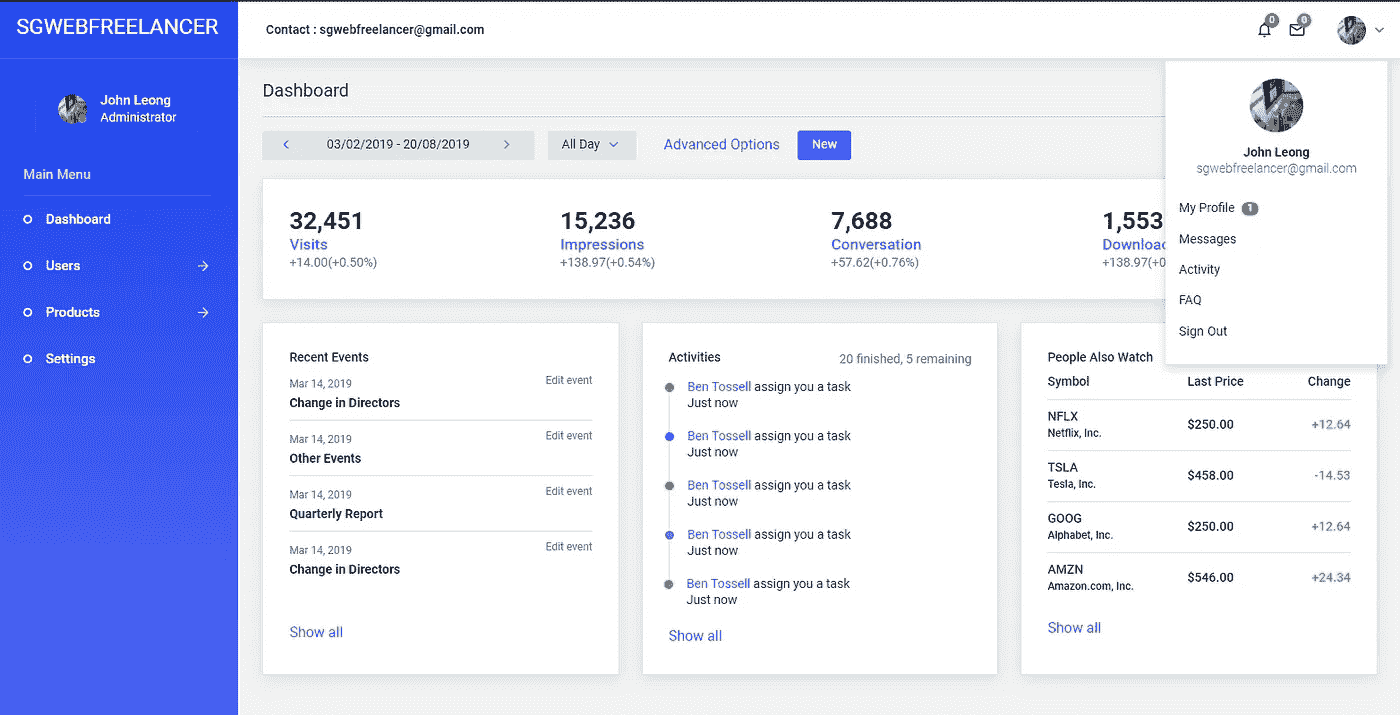 SGWEBFREELANCER
Contact : sgwebfreelancer@gmail.com
0
0
John Leong
Administrator
Main Menu
Dashboard
Users
Products
Settings
Dashboard
03/02/2019 - 20/08/2019
All Day
Advanced Options
New
John Leong
sgwebfreelancer@gmail.com
My Profile 1
Messages
Activity
FAQ
Sign Out
32,451
Visits
+14.00(+0.50%)
15,236
Impressions
+138.97(+0.54%)
7,688
Conversation
+57.62(+0.76%)
1,553
Downloa
+138.97(+0
Recent Events
Mar 14, 2019 Edit event
Change in Directors
Mar 14, 2019 Edit event
Other Events
Mar 14, 2019 Edit event
Quarterly Report
Mar 14, 2019 Edit event
Change in Directors
Show all
Activities 20 finished, 5 remaining
Ben Tossell assign you a task
Just now
Ben Tossell assign you a task
Just now
Ben Tossell assign you a task
Just now
Ben Tossell assign you a task
Just now
Ben Tossell assign you a task
Just now
Show all
People Also Watch
Symbol Last Price Change
NFLX
Netflix, Inc. $250.00 +12.64
TSLA
Tesla, Inc. $458.00 -14.53
GOOG
Alphabet, Inc. $250.00 +12.64
AMZN
Amazon.com, Inc. $546.00 +24.34
Show all